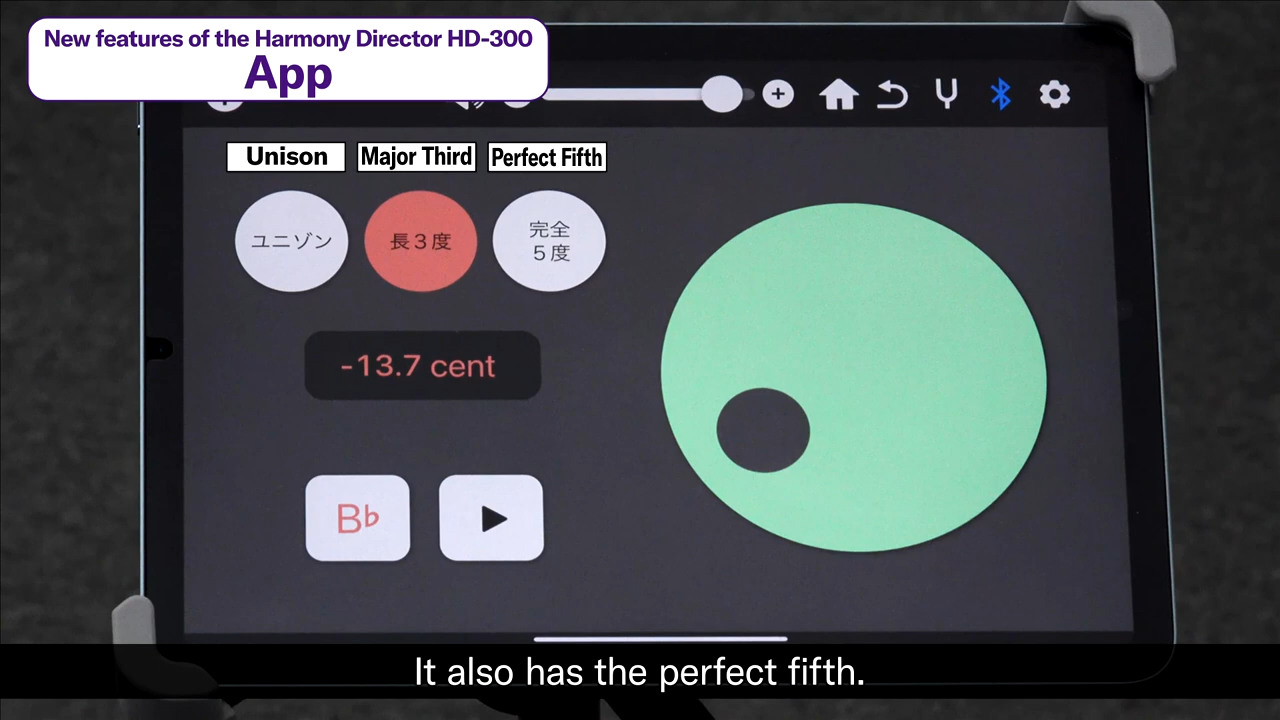 New features of the Harmony Director HD-300
App
Unison
Major Third
Perfect Fifth
ユニゾン
長3度
完全
5度
-13.7 cent
B♭
It also has the perfect fifth.